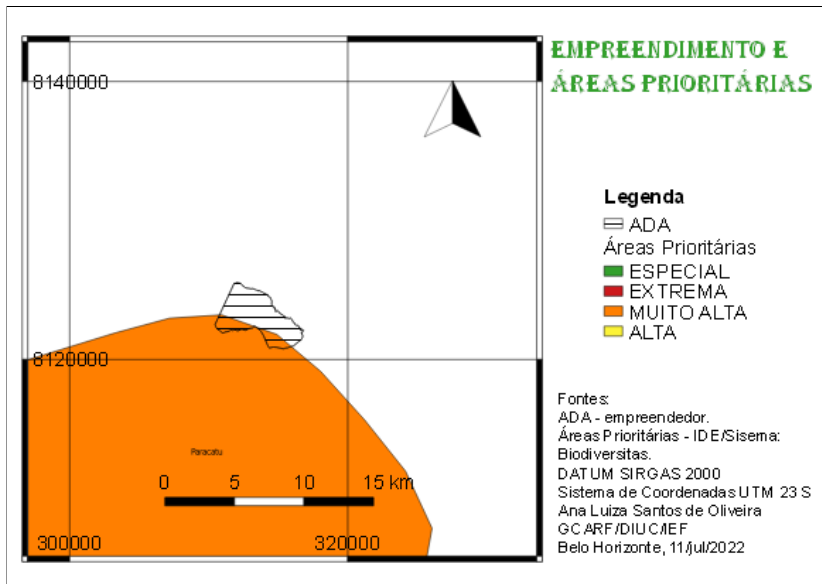 EMPREENDIMENTO E
ÁREAS PRIORITÁRIAS
8140000
Legenda
ADA
Áreas Prioritárias
ESPECIAL
EXTREMA
MUITO ALTA
ALTA
8120000
Fontes:
ADA - empreendedor.
Áreas Prioritárias - IDE/Sisema:
Biodiversitas.
DATUM SIRGAS 2000
Sistema de Coordenadas UTM 23 S
Ana Luiza Santos de Oliveira
GCARF/DIUC/IEF
Belo Horizonte, 11/jul/2022
Paracatu
0 5 10 15 km
300000 320000